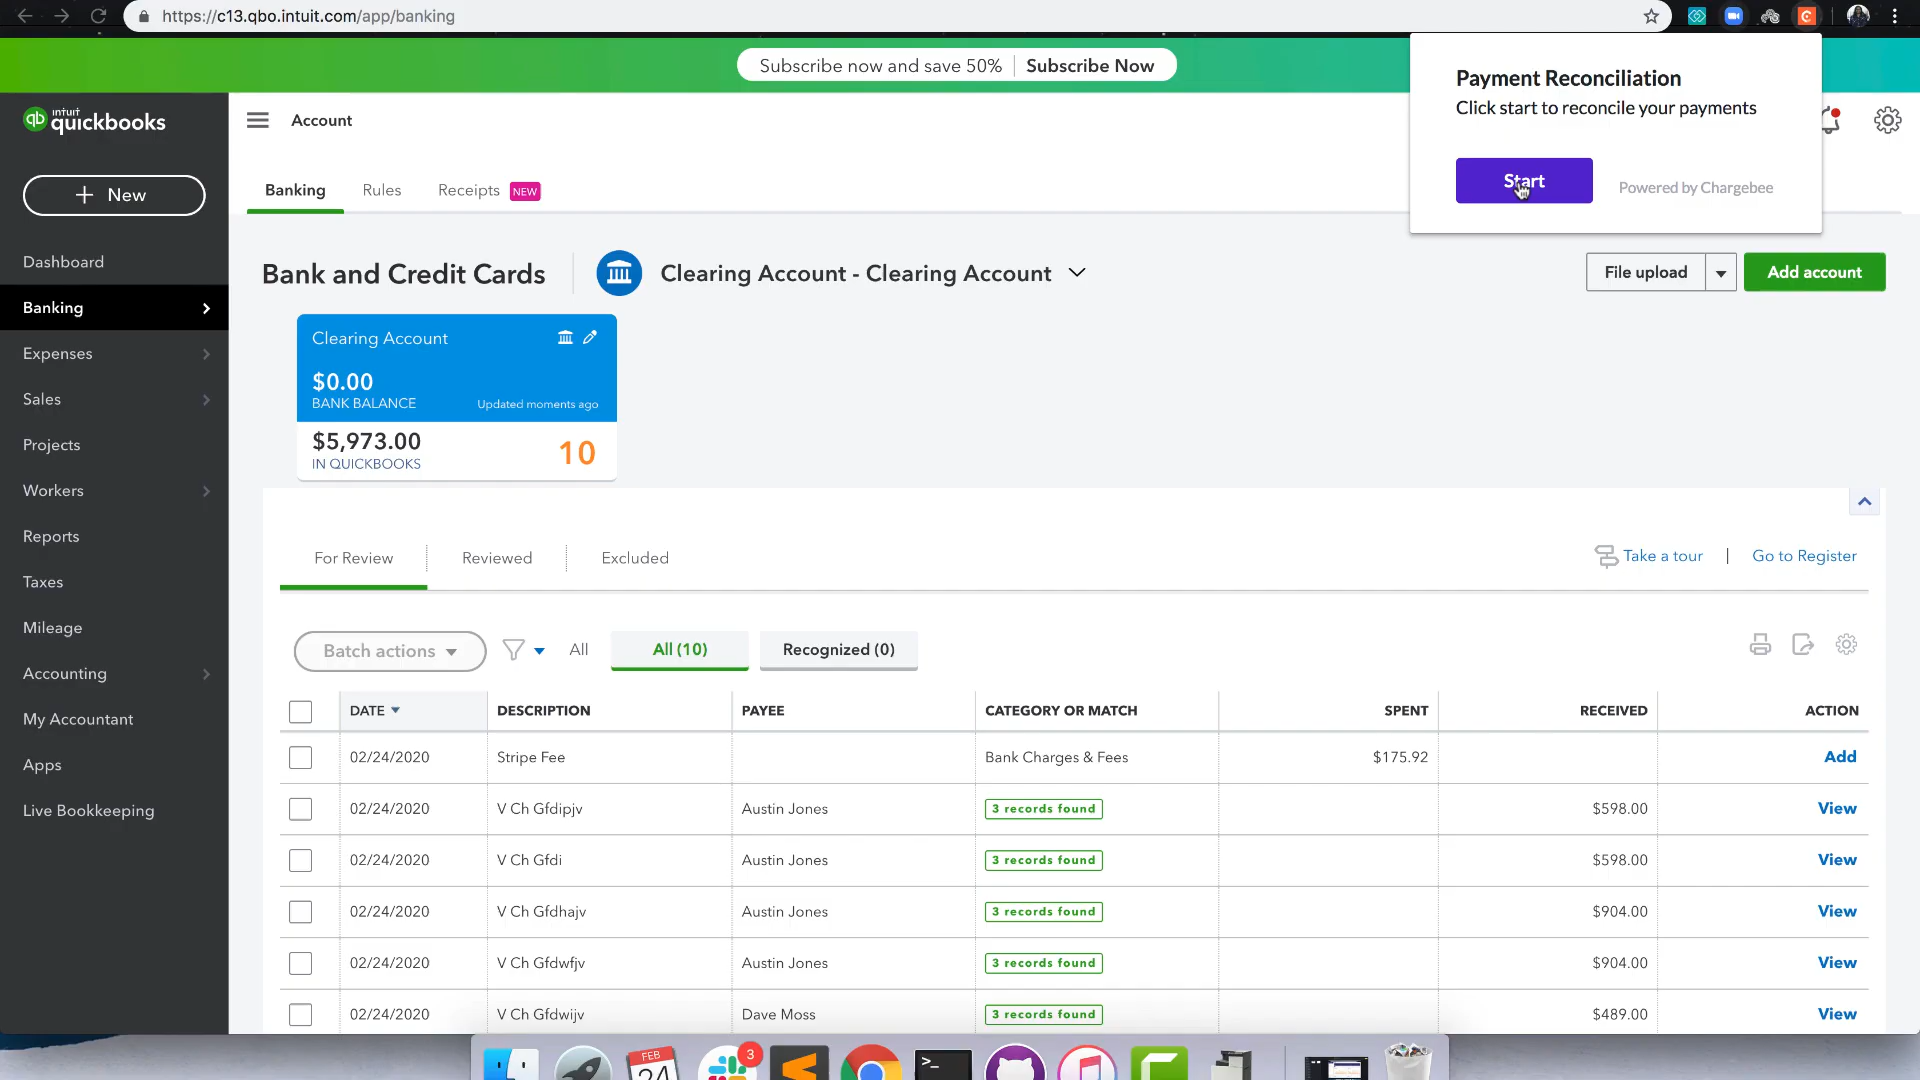 https://c13.qbo.intuit.com/app/banking
Subscribe now and save 50% | Subscribe Now
Payment Reconciliation
Click start to reconcile your payments
Start
Powered by Chargebee
intuit
quickbooks
Account
+ New
Banking
Rules
Receipts
NEW
Dashboard
Banking
Expenses
Sales
Projects
Workers
Reports
Taxes
Mileage
Accounting
My Accountant
Apps
Live Bookkeeping
Bank and Credit Cards
Clearing Account - Clearing Account
File upload
Add account
Clearing Account
$0.00
BANK BALANCE
Updated moments ago
$5,973.00
IN QUICKBOOKS
10
For Review
Reviewed
Excluded
Take a tour | Go to Register
Batch actions
All
All (10)
Recognized (0)
DATE DESCRIPTION PAYEE CATEGORY OR MATCH SPENT RECEIVED ACTION
02/24/2020 Stripe Fee Bank Charges & Fees $175.92 Add
02/24/2020 V Ch Gfdipjv Austin Jones 3 records found $598.00 View
02/24/2020 V Ch Gfdi Austin Jones 3 records found $598.00 View
02/24/2020 V Ch Gfdhajv Austin Jones 3 records found $904.00 View
02/24/2020 V Ch Gfdwfjv Austin Jones 3 records found $904.00 View
02/24/2020 V Ch Gfdwijv Dave Moss 3 records found $489.00 View
FEB
24
3